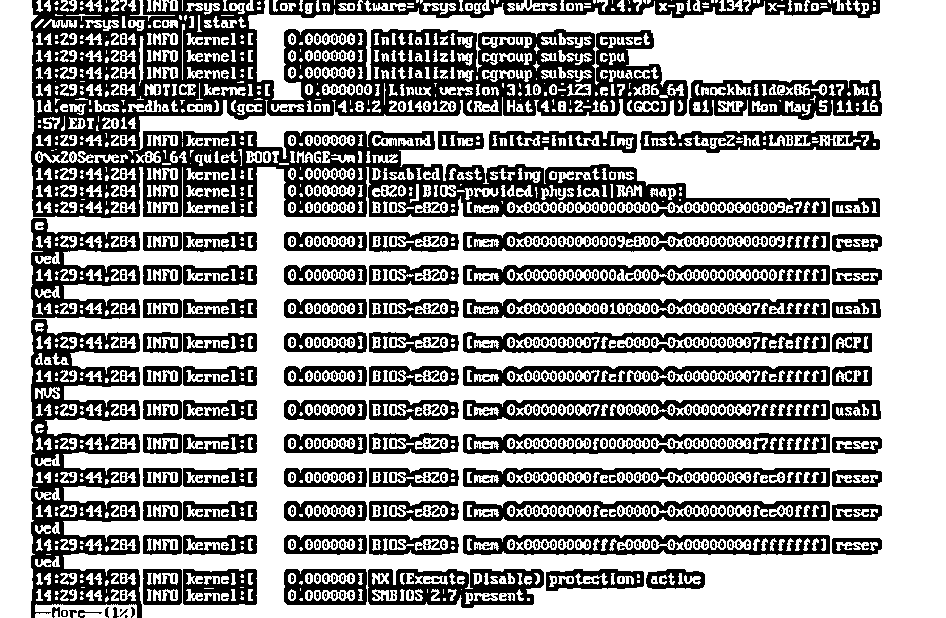 14:29:44,274 INFO rsyslogd: [origin software="rsyslogd" swVersion="7.4.7" x-pid="1347" x-info="http:
//www.rsyslog.com"] start
14:29:44,284 INFO kernel:[    0.000000] Initializing cgroup subsys cpuset
14:29:44,284 INFO kernel:[    0.000000] Initializing cgroup subsys cpu
14:29:44,284 INFO kernel:[    0.000000] Initializing cgroup subsys cpuacct
14:29:44,284 NOTICE kernel:[    0.000000] Linux version 3.10.0-123.el7.x86_64 (mockbuild@x86-017.bui
ld.eng.bos.redhat.com) (gcc version 4.8.2 20140120 (Red Hat 4.8.2-16) (GCC) ) #1 SMP Mon May 5 11:16
:57 EDT 2014
14:29:44,284 INFO kernel:[    0.000000] Command line: initrd=initrd.img inst.stage2=hd:LABEL=RHEL-7.
0\x20Server.x86_64 quiet BOOT_IMAGE=vmlinuz
14:29:44,284 INFO kernel:[    0.000000] Disabled fast string operations
14:29:44,284 INFO kernel:[    0.000000] e820: BIOS-provided physical RAM map:
14:29:44,284 INFO kernel:[    0.000000] BIOS-e820: [mem 0x0000000000000000-0x000000000009e7ff] usabl
e
14:29:44,284 INFO kernel:[    0.000000] BIOS-e820: [mem 0x000000000009e800-0x000000000009ffff] reser
ved
14:29:44,284 INFO kernel:[    0.000000] BIOS-e820: [mem 0x00000000000dc000-0x00000000000fffff] reser
ved
14:29:44,284 INFO kernel:[    0.000000] BIOS-e820: [mem 0x0000000000100000-0x000000007fedffff] usabl
e
14:29:44,284 INFO kernel:[    0.000000] BIOS-e820: [mem 0x000000007fee0000-0x000000007fefefff] ACPI
data
14:29:44,284 INFO kernel:[    0.000000] BIOS-e820: [mem 0x000000007feff000-0x000000007fefffff] ACPI
NVS
14:29:44,284 INFO kernel:[    0.000000] BIOS-e820: [mem 0x000000007ff00000-0x000000007fffffff] usabl
e
14:29:44,284 INFO kernel:[    0.000000] BIOS-e820: [mem 0x00000000f0000000-0x00000000f7ffffff] reser
ved
14:29:44,284 INFO kernel:[    0.000000] BIOS-e820: [mem 0x00000000fec00000-0x00000000fec0ffff] reser
ved
14:29:44,284 INFO kernel:[    0.000000] BIOS-e820: [mem 0x00000000fee00000-0x00000000fee00fff] reser
ved
14:29:44,284 INFO kernel:[    0.000000] BIOS-e820: [mem 0x00000000fffe0000-0x00000000ffffffff] reser
ved
14:29:44,284 INFO kernel:[    0.000000] NX (Execute Disable) protection: active
14:29:44,284 INFO kernel:[    0.000000] SMBIOS 2.7 present.
--More--(1%)